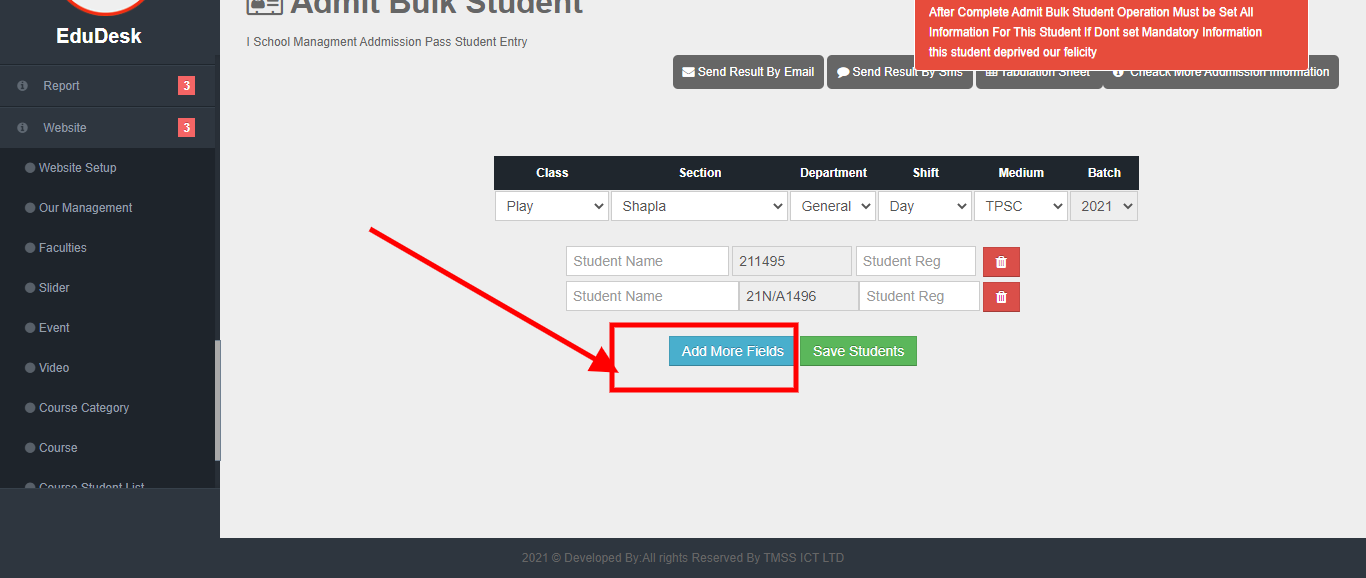 Admit Bulk Student
After Complete Admit Bulk Student Operation Must be Set All
Information For This Student If Dont set Mandatory Information
this student deprived our felicity
EduDesk
I School Managment Addmission Pass Student Entry
Send Result By Email
Send Result By Sms
Tabulation Sheet
Cheack More Addmission Information
Report 3
Website 3
Website Setup
Our Management
Faculties
Slider
Event
Video
Course Category
Course
Course Student List
Class Section Department Shift Medium Batch
Play Shapla General Day TPSC 2021
Student Name 211495 Student Reg
Student Name 21N/A1496 Student Reg
Add More Fields Save Students
2021 © Developed By:All rights Reserved By TMSS ICT LTD